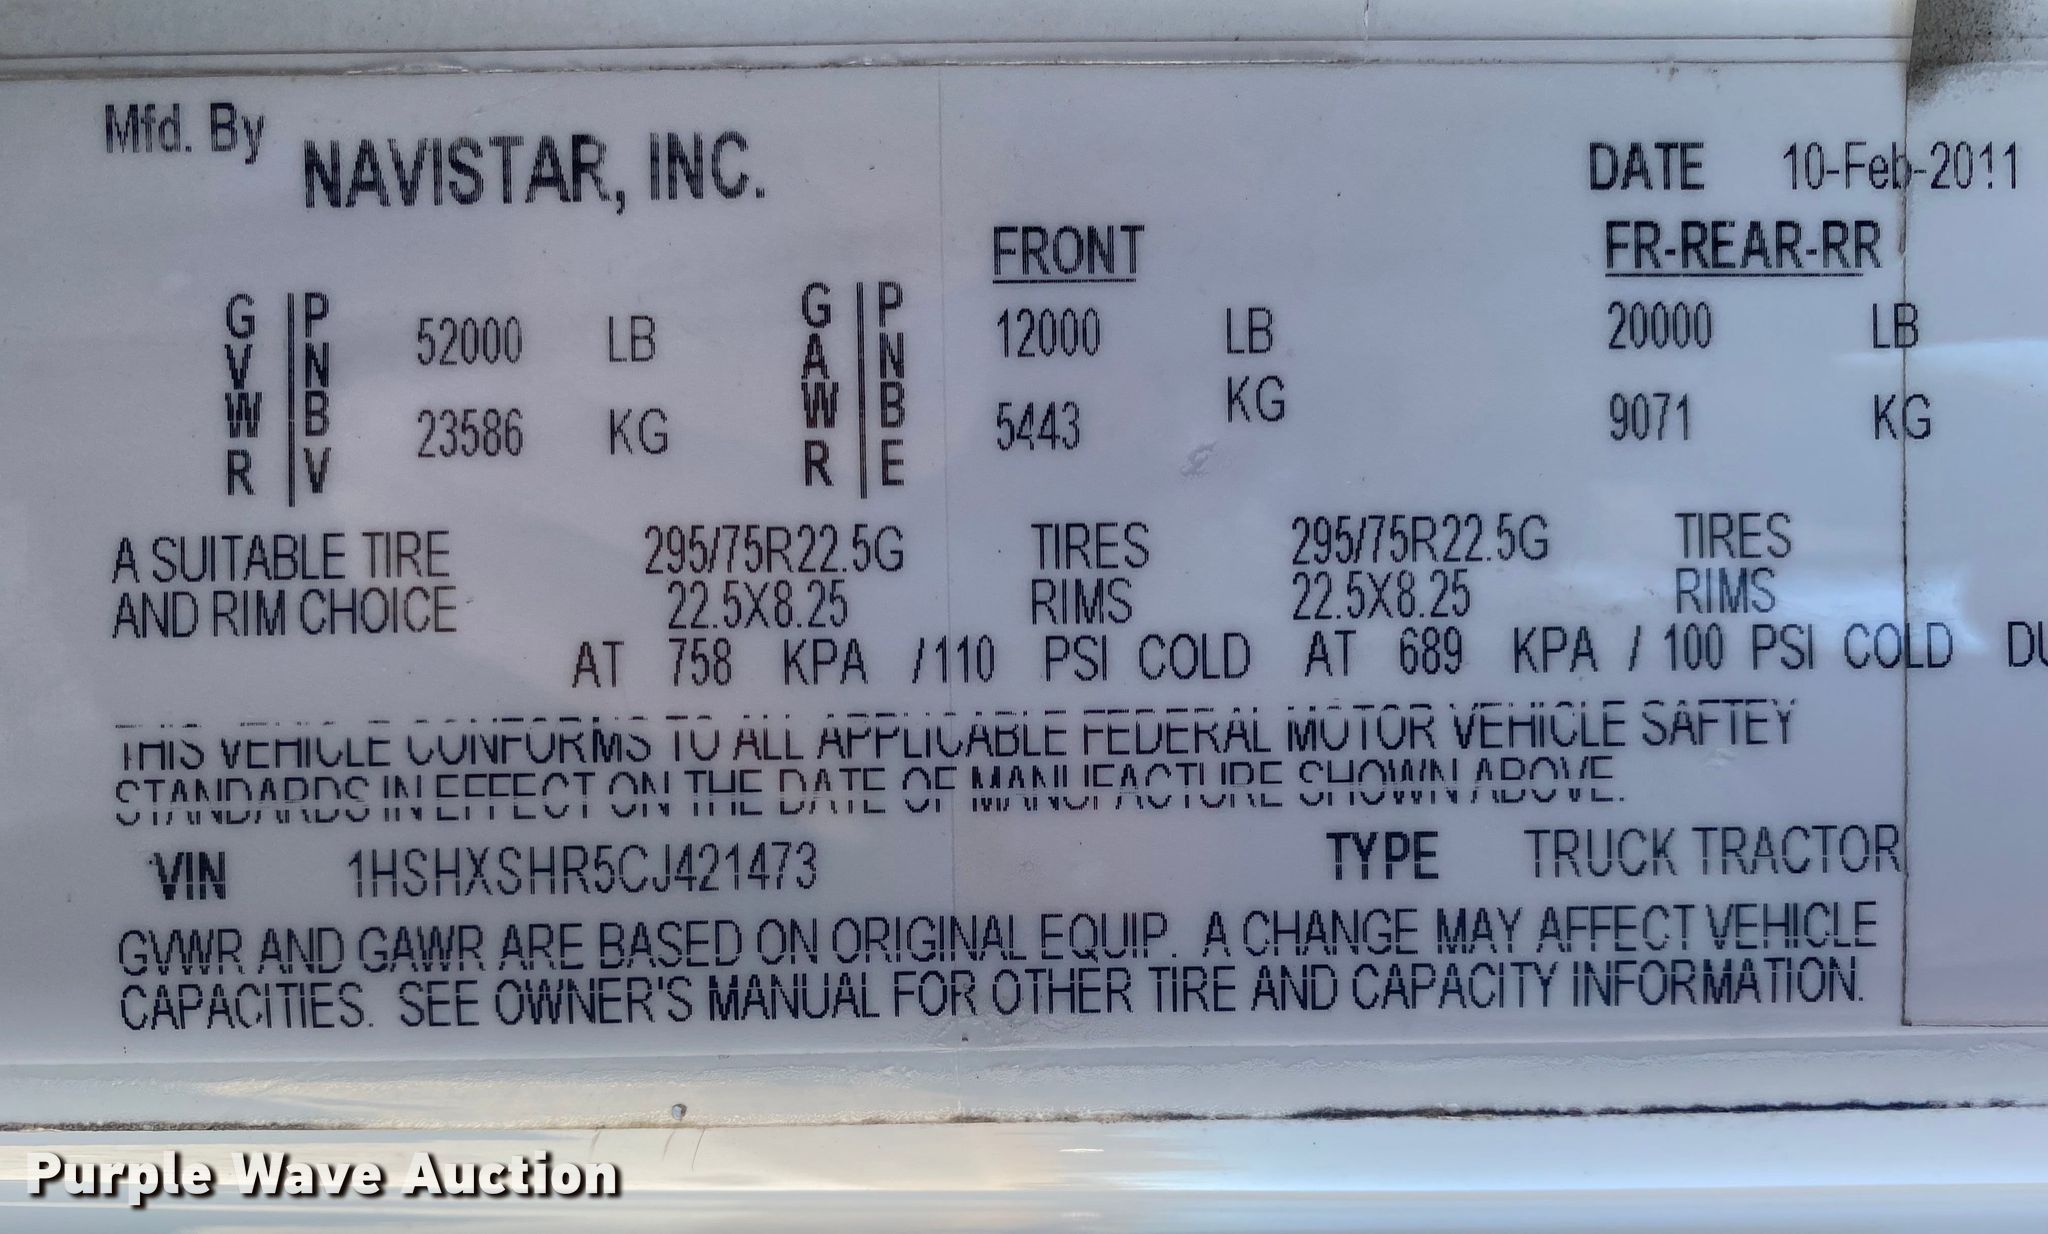 Mfd. By NAVISTAR, INC. DATE 10-Feb-2011
FRONT FR-REAR-RR
GVWR PNBV 52000 LB GAWR PNBE 12000 LB 20000 LB
23586 KG 5443 KG 9071 KG
A SUITABLE TIRE 295/75R22.5G TIRES 295/75R22.5G TIRES
AND RIM CHOICE 22.5X8.25 RIMS 22.5X8.25 RIMS
AT 758 KPA /110 PSI COLD AT 689 KPA / 100 PSI COLD DU
THIS VEHICLE CONFORMS TO ALL APPLICABLE FEDERAL MOTOR VEHICLE SAFTEY
STANDARDS IN EFFECT ON THE DATE OF MANUFACTURE SHOWN ABOVE.
VIN 1HSHXSHR5CJ421473 TYPE TRUCK TRACTOR
GVWR AND GAWR ARE BASED ON ORIGINAL EQUIP. A CHANGE MAY AFFECT VEHICLE
CAPACITIES. SEE OWNER'S MANUAL FOR OTHER TIRE AND CAPACITY INFORMATION.
Purple Wave Auction